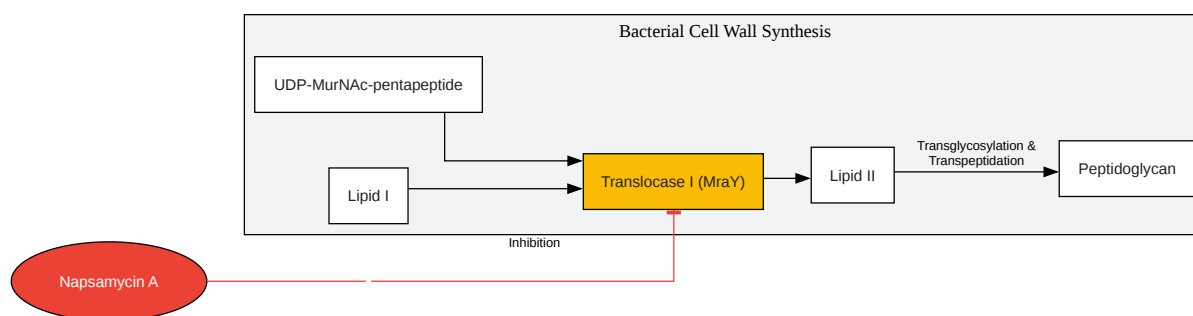 Bacterial Cell Wall Synthesis
UDP-MurNAc-pentapeptide
Transglycosylation &
Transpeptidation
Lipid I
Translocase I (MraY)
Lipid II
Peptidoglycan
Inhibition
Napsamycin A